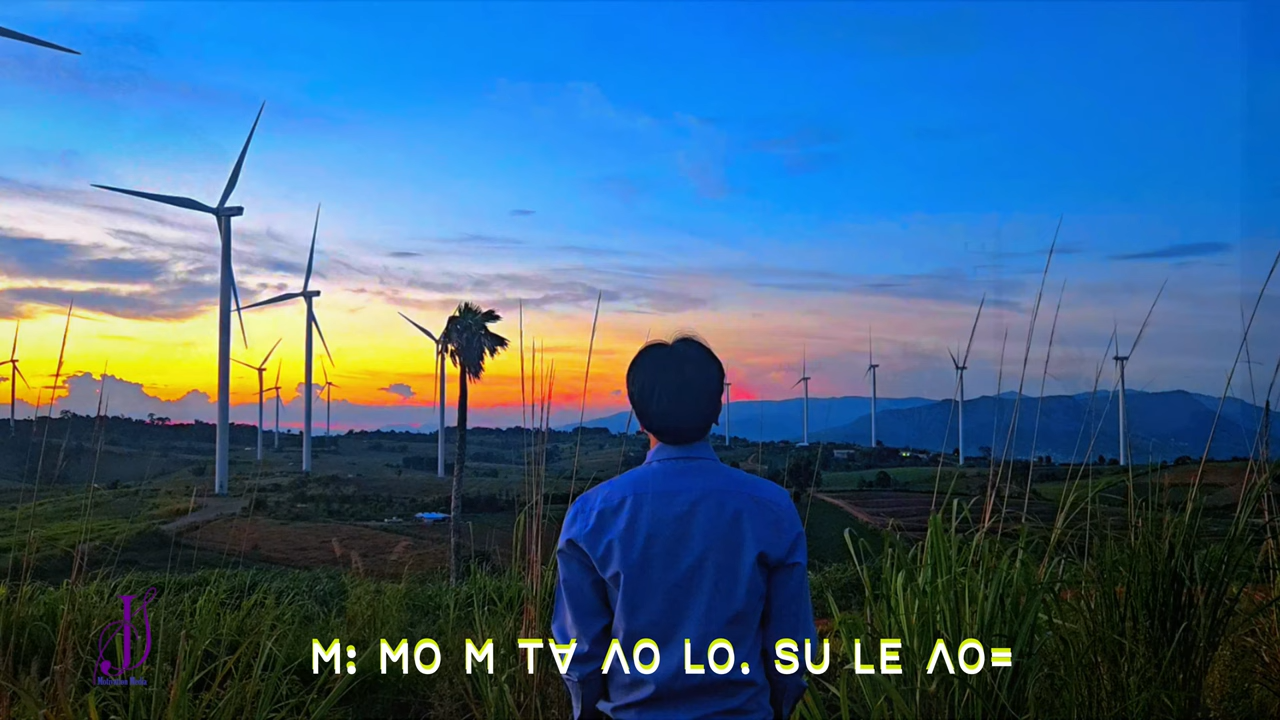 ꓟꓽ ꓟꓳ ꓟ ꓔꓯ ꓥꓳ ꓡꓳꓸ ꓢꓴ ꓡꓰ ꓥꓳ꓿